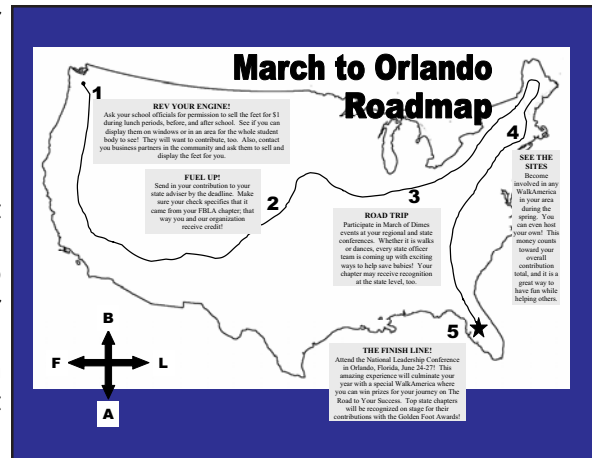 March to Orlando
Roadmap
1
REV YOUR ENGINE!
Ask your school officials for permission to sell the feet for $1
during lunch periods, before, and after school. See if you can
display them on windows or in an area for the whole student
body to see! They will want to contribute, too. Also, contact
you business partners in the community and ask them to sell and
display the feet for you.
FUEL UP!
Send in your contribution to your
state adviser by the deadline. Make
sure your check specifies that it
came from your FBLA chapter; that
way you and our organization
receive credit!
2
3
ROAD TRIP
Participate in March of Dimes
events at your regional and state
conferences. Whether it is walks
or dances, every state officer
team is coming up with exciting
ways to help save babies! Your
chapter may receive recognition
at the state level, too.
4
SEE THE
SITES
Become
involved in any
WalkAmerica
in your area
during the
spring. You
can even host
your own! This
money counts
toward your
overall
contribution
total, and it is a
great way to
have fun while
helping others.
5
THE FINISH LINE!
Attend the National Leadership Conference
in Orlando, Florida, June 24-27! This
amazing experience will culminate your
year with a special WalkAmerica where
you can win prizes for your journey on The
Road to Your Success. Top state chapters
will be recognized on stage for their
contributions with the Golden Foot Awards!
B
F L
A